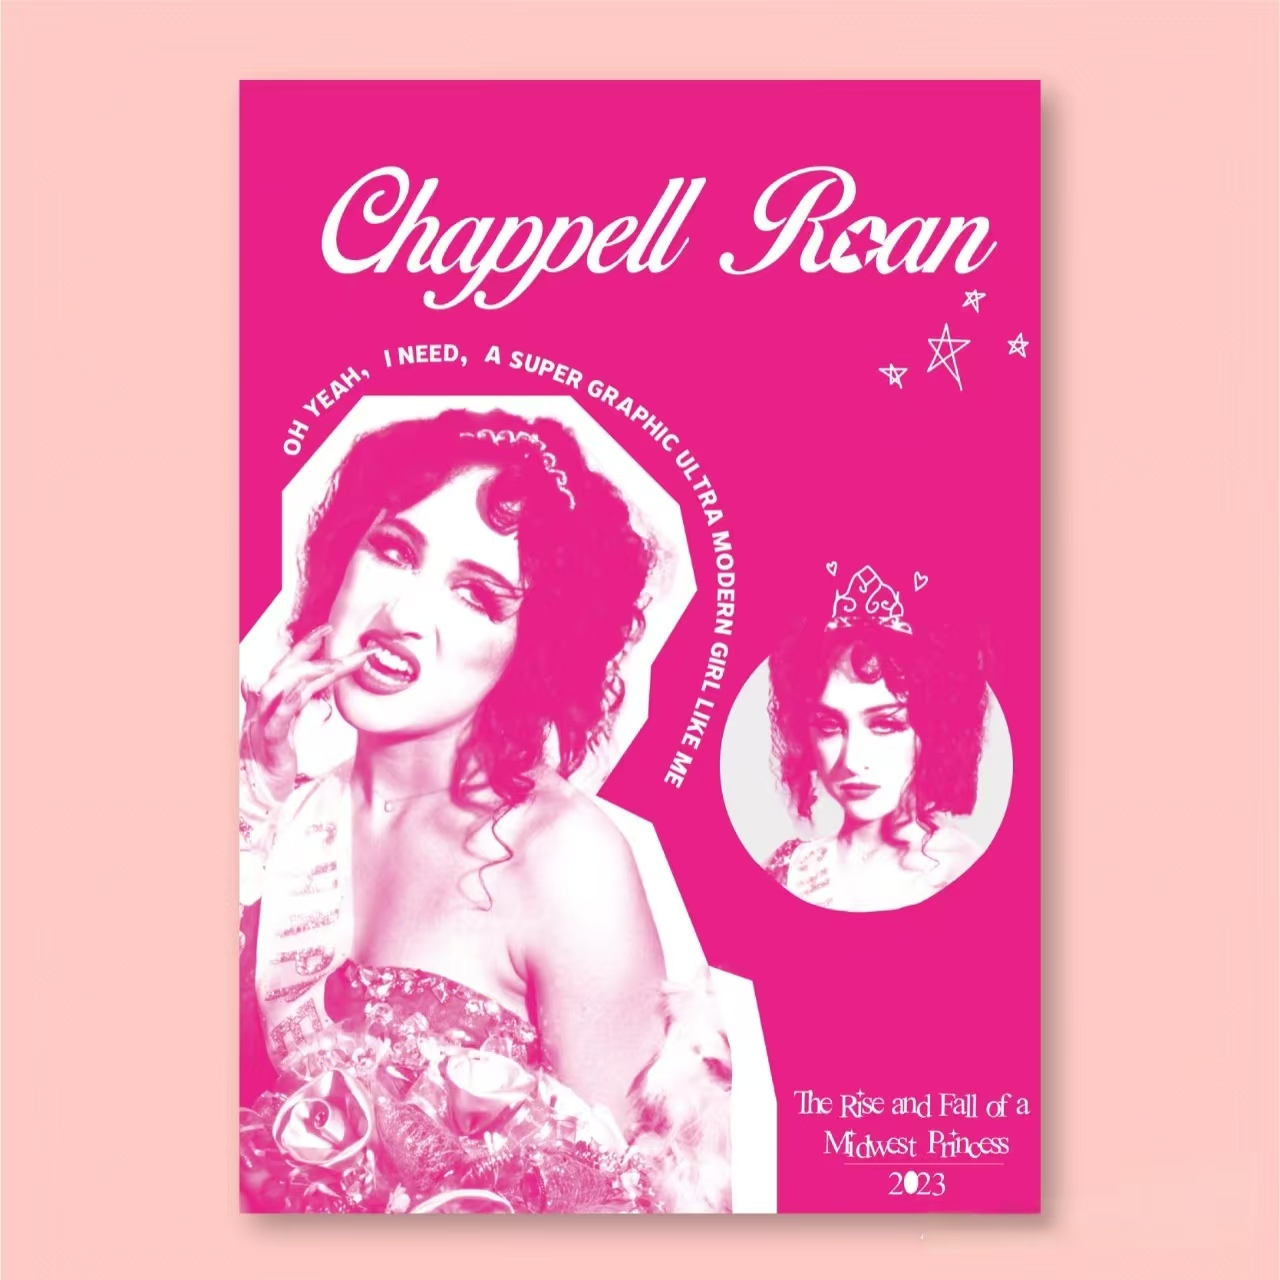 Chappell Roan
OH YEAH, I NEED, A SUPER GRAPHIC ULTRA MODERN GIRL LIKE ME
The Rise and Fall of a
Midwest Princess
2023